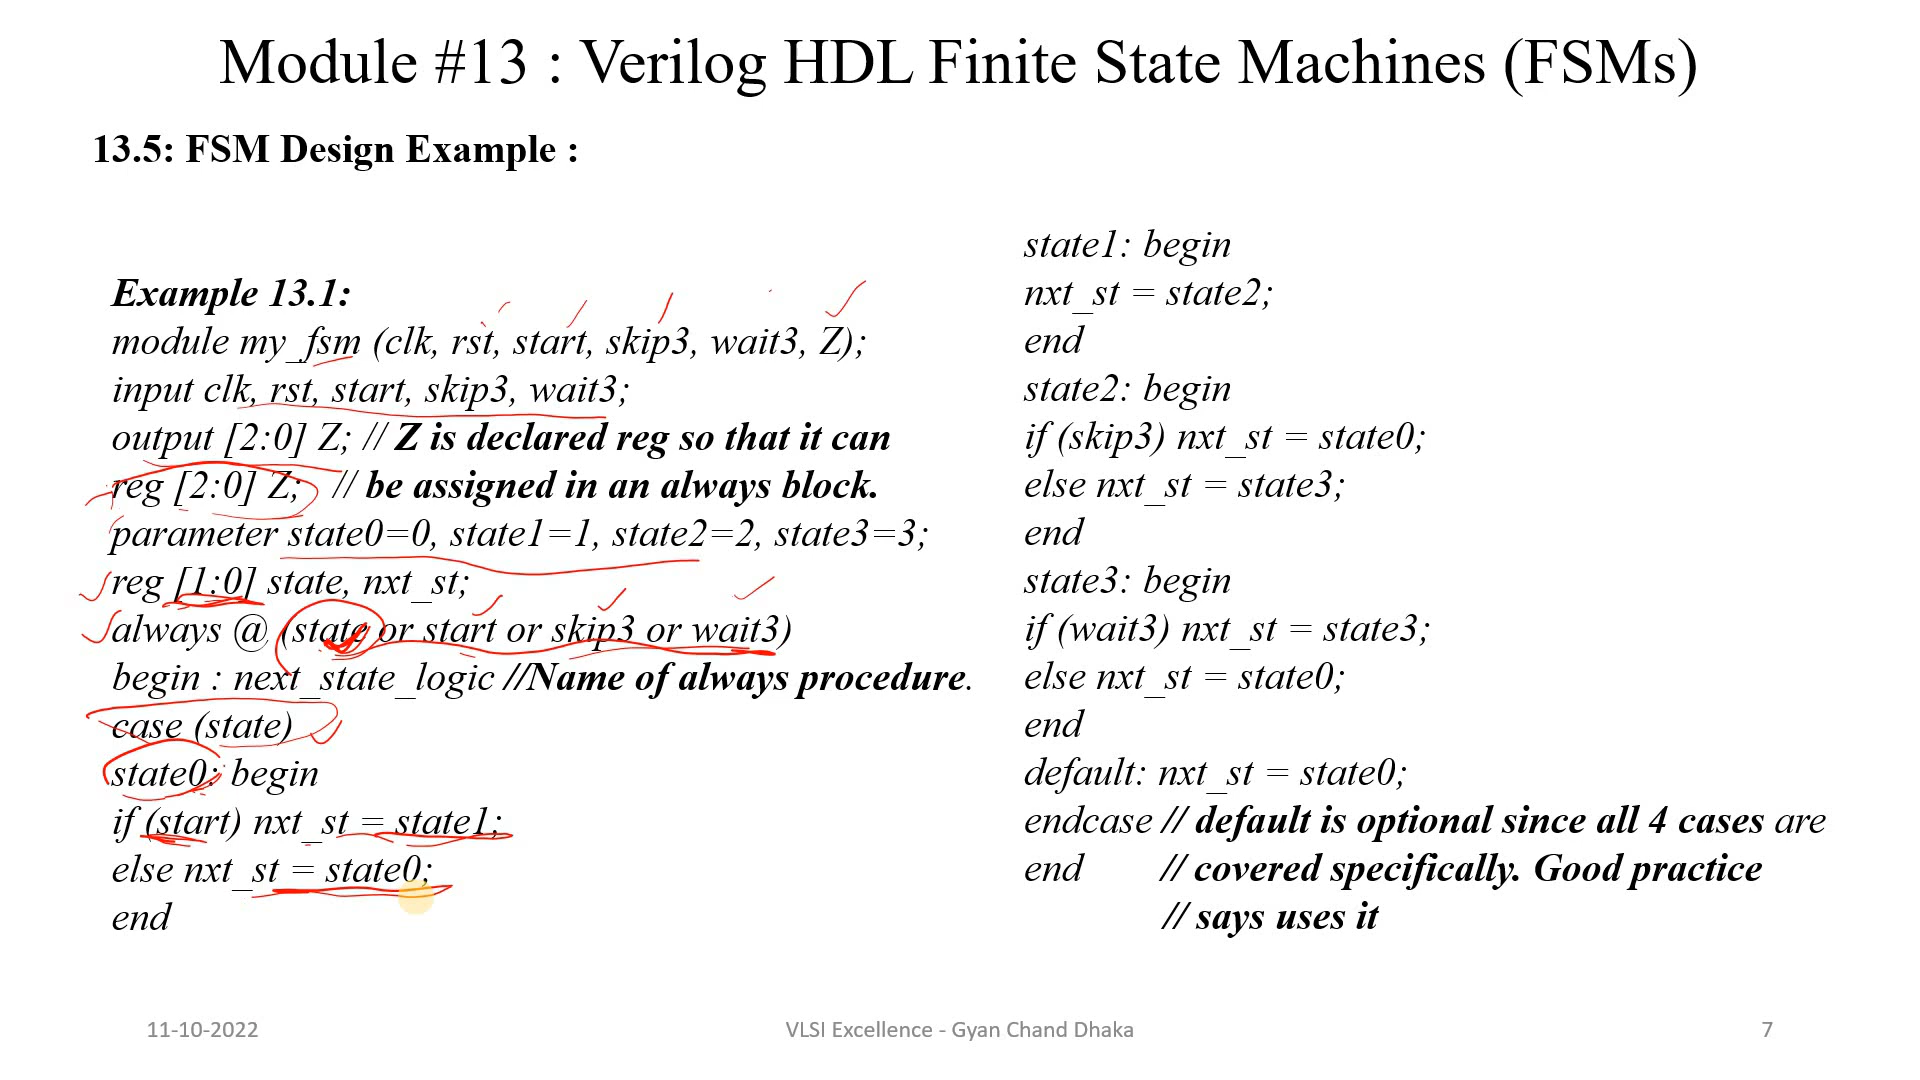 Module #13 : Verilog HDL Finite State Machines (FSMs)
13.5: FSM Design Example :
Example 13.1:
module my_fsm (clk, rst, start, skip3, wait3, Z);
input clk, rst, start, skip3, wait3;
output [2:0] Z; // Z is declared reg so that it can
reg [2:0] Z; // be assigned in an always block.
parameter state0=0, state1=1, state2=2, state3=3;
reg [1:0] state, nxt_st;
always @ (state or start or skip3 or wait3)
begin : next_state_logic //Name of always procedure.
case (state)
state0: begin
if (start) nxt_st = state1;
else nxt_st = state0;
end
state1: begin
nxt_st = state2;
end
state2: begin
if (skip3) nxt_st = state0;
else nxt_st = state3;
end
state3: begin
if (wait3) nxt_st = state3;
else nxt_st = state0;
end
default: nxt_st = state0;
endcase // default is optional since all 4 cases are
end // covered specifically. Good practice
// says uses it
11-10-2022
VLSI Excellence - Gyan Chand Dhaka
7